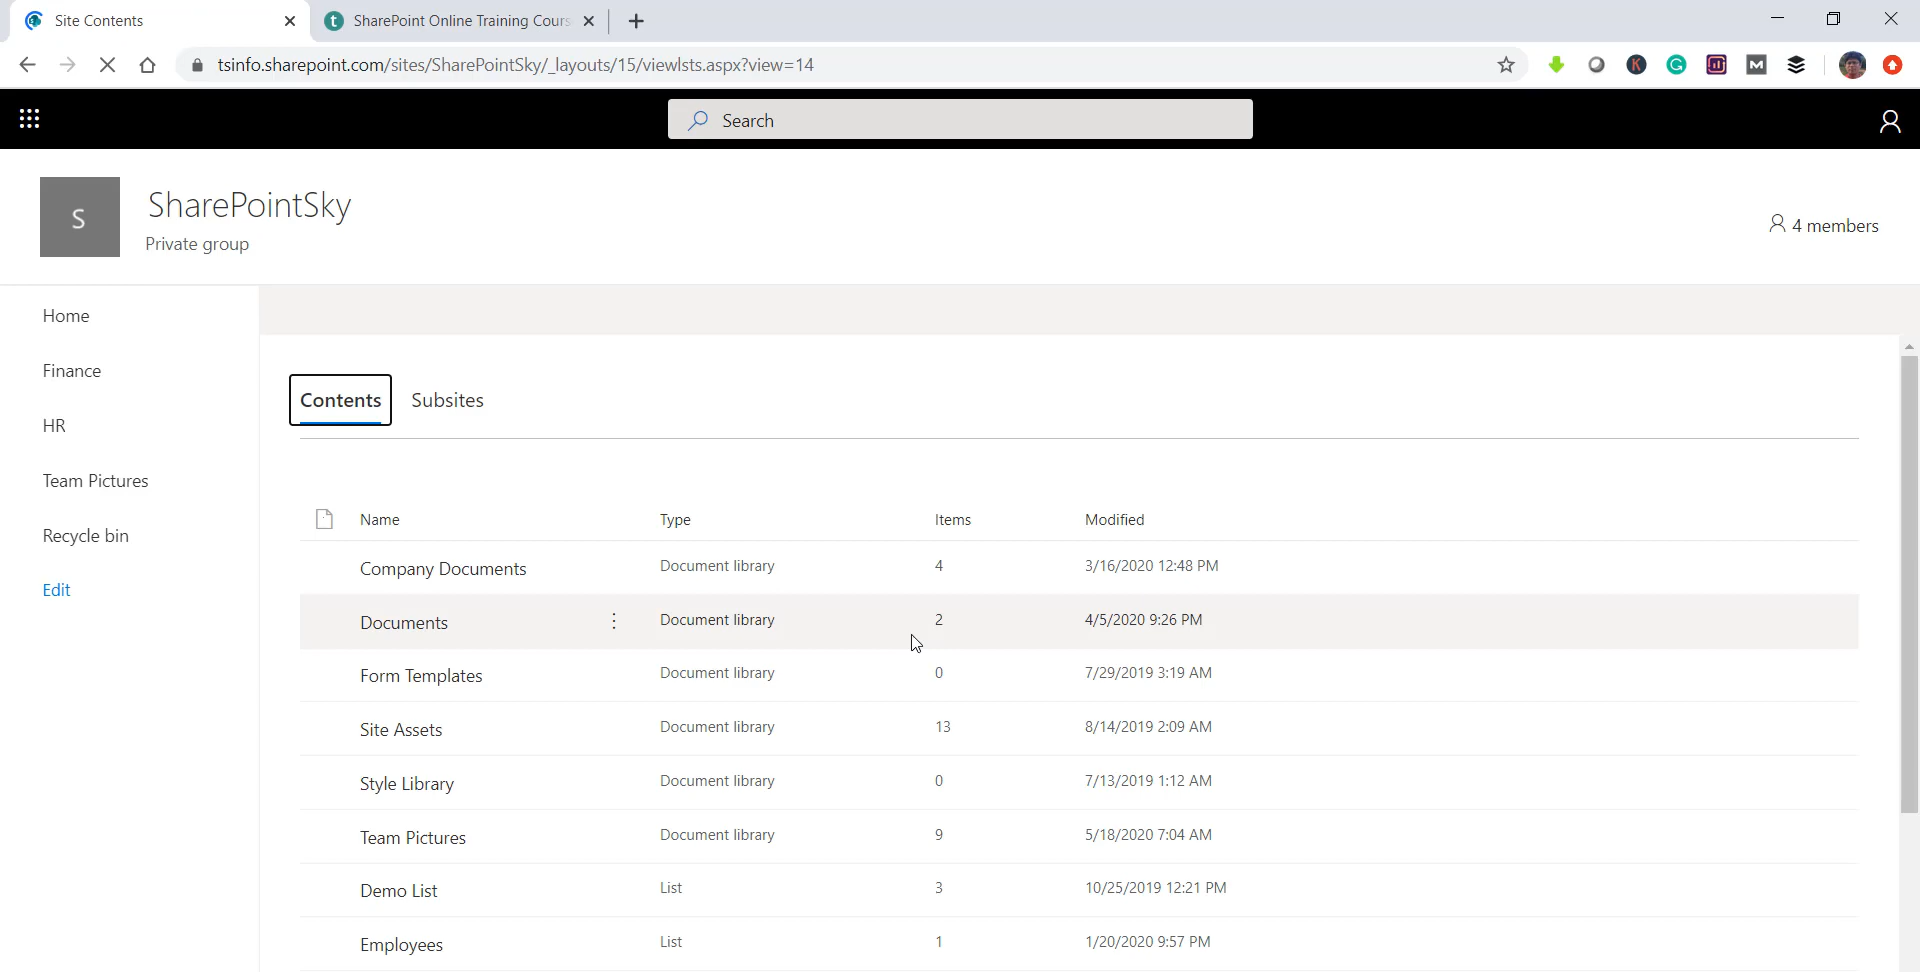 Site Contents
SharePoint Online Training Cours
tsinfo.sharepoint.com/sites/SharePointSky/_layouts/15/viewlsts.aspx?view=14
Search
S
SharePointSky
Private group
4 members
Home
Finance
HR
Team Pictures
Recycle bin
Edit
Contents Subsites
Name Type Items Modified
Company Documents Document library 4 3/16/2020 12:48 PM
Documents Document library 2 4/5/2020 9:26 PM
Form Templates Document library 0 7/29/2019 3:19 AM
Site Assets Document library 13 8/14/2019 2:09 AM
Style Library Document library 0 7/13/2019 1:12 AM
Team Pictures Document library 9 5/18/2020 7:04 AM
Demo List List 3 10/25/2019 12:21 PM
Employees List 1 1/20/2020 9:57 PM